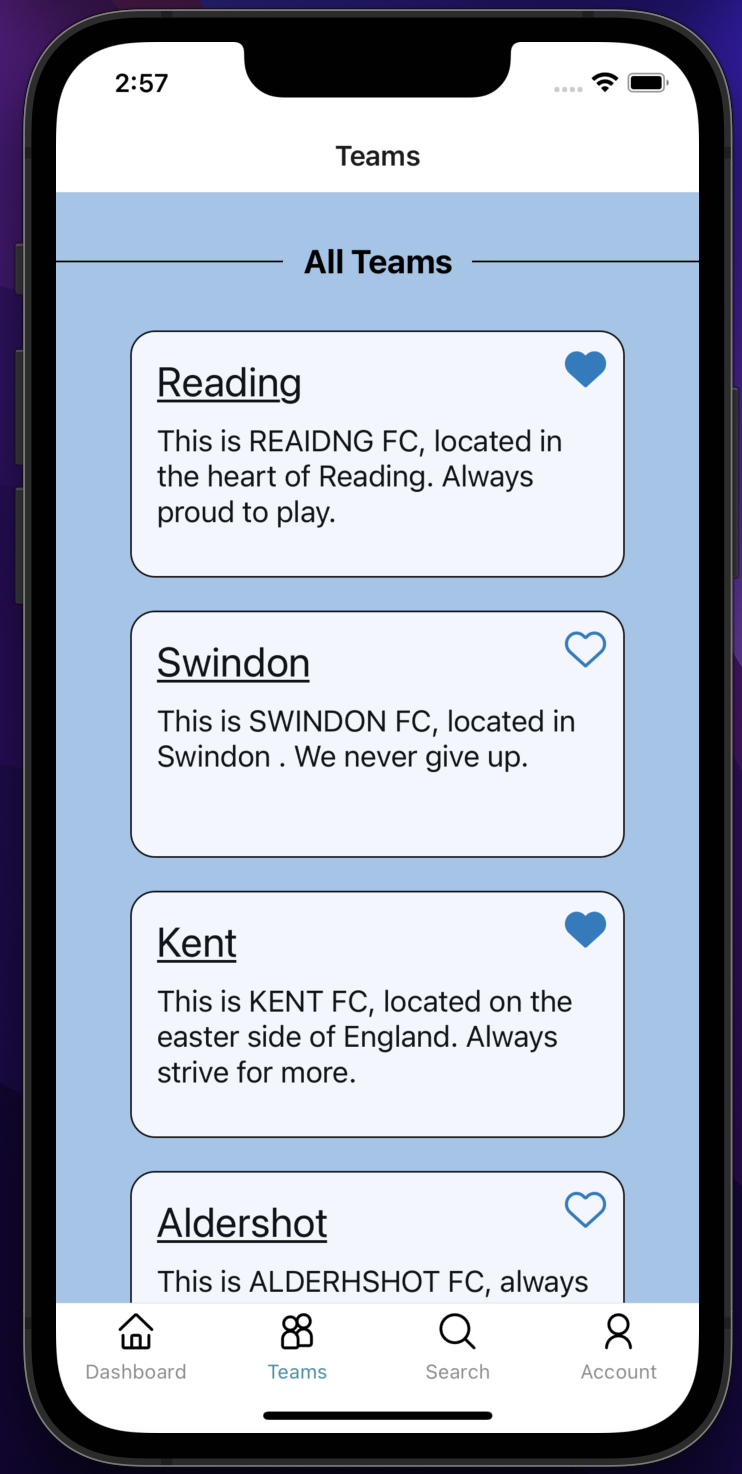 2:57
Teams
All Teams
Reading
This is REAIDNG FC, located in
the heart of Reading. Always
proud to play.
Swindon
This is SWINDON FC, located in
Swindon . We never give up.
Kent
This is KENT FC, located on the
easter side of England. Always
strive for more.
Aldershot
This is ALDERHSHOT FC, always
Dashboard
Teams
Search
Account